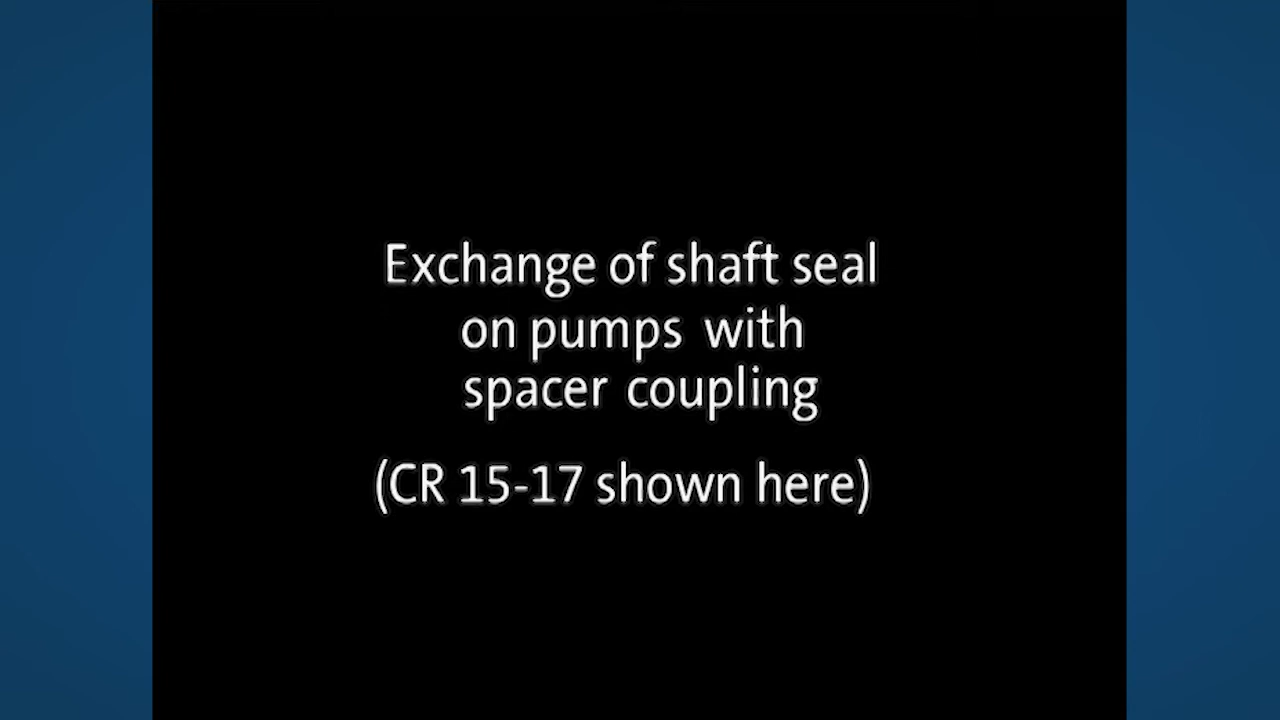 Exchange of shaft seal
on pumps with
spacer coupling
(CR 15-17 shown here)